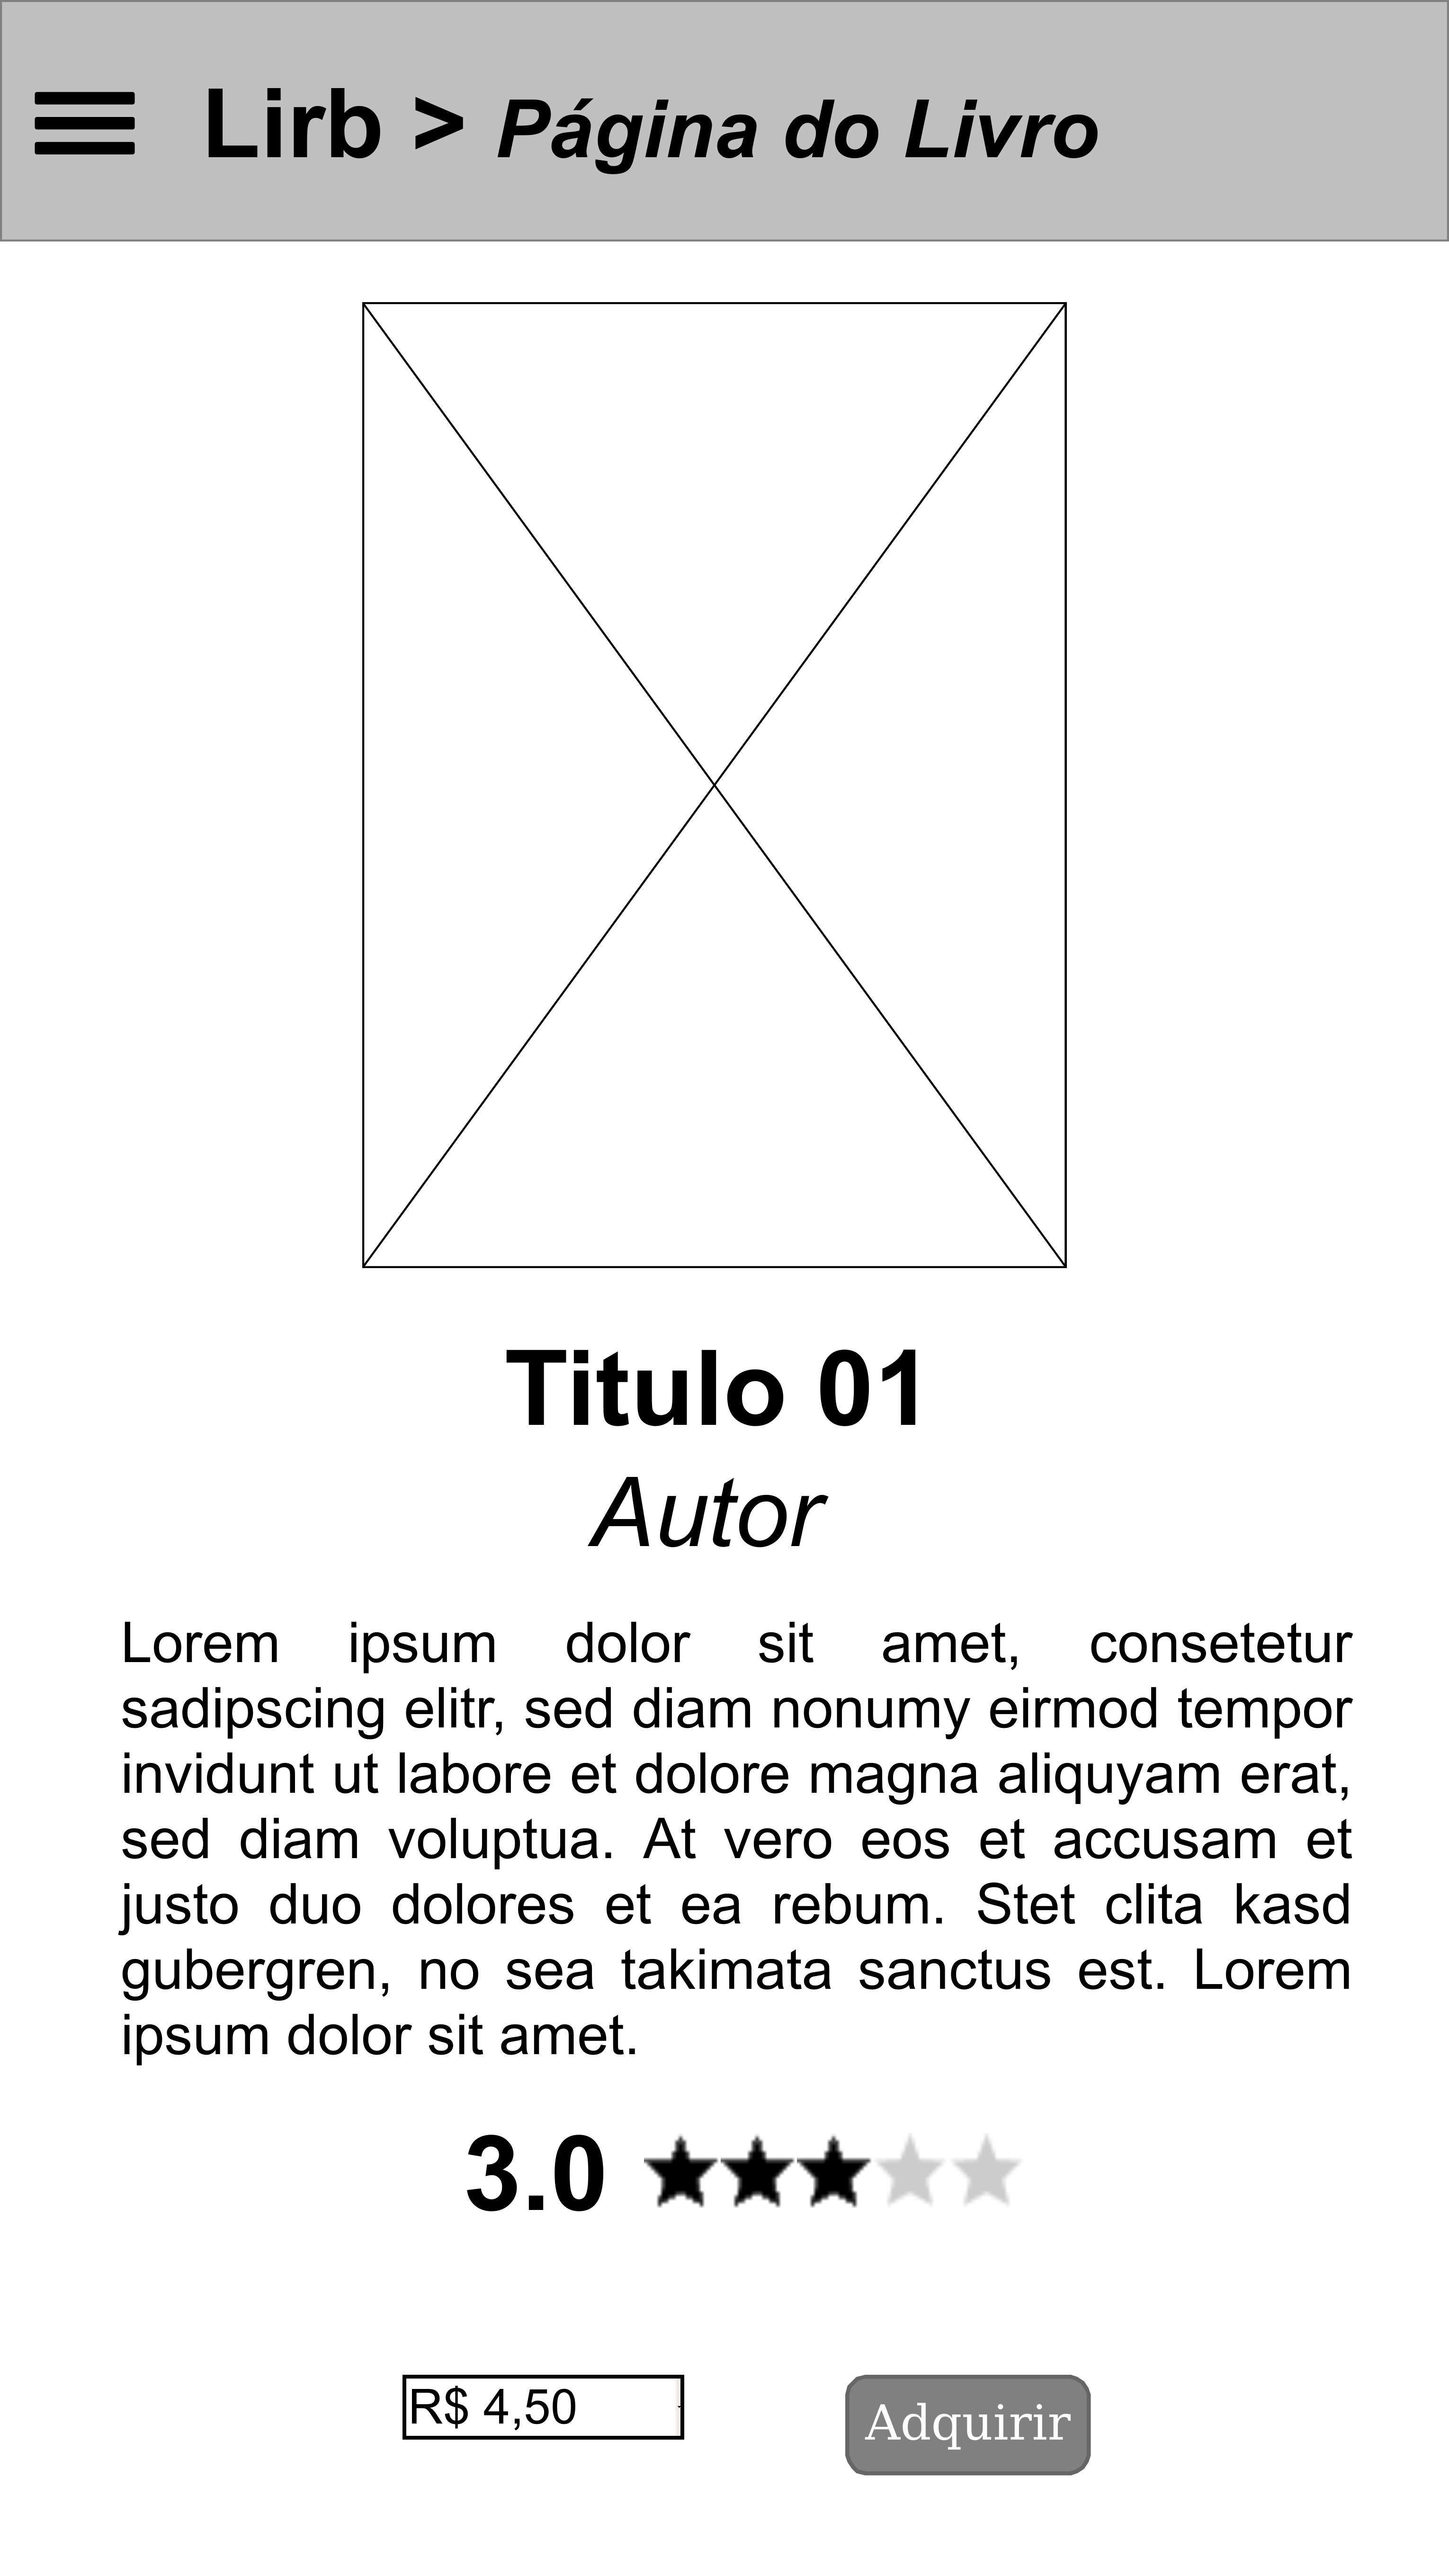 Lirb > Página do Livro
Titulo 01
Autor
Lorem ipsum dolor sit amet, consetetur
sadipscing elitr, sed diam nonumy eirmod tempor
invidunt ut labore et dolore magna aliquyam erat,
sed diam voluptua. At vero eos et accusam et
justo duo dolores et ea rebum. Stet clita kasd
gubergren, no sea takimata sanctus est. Lorem
ipsum dolor sit amet.
3.0
R$ 4,50
Adquirir